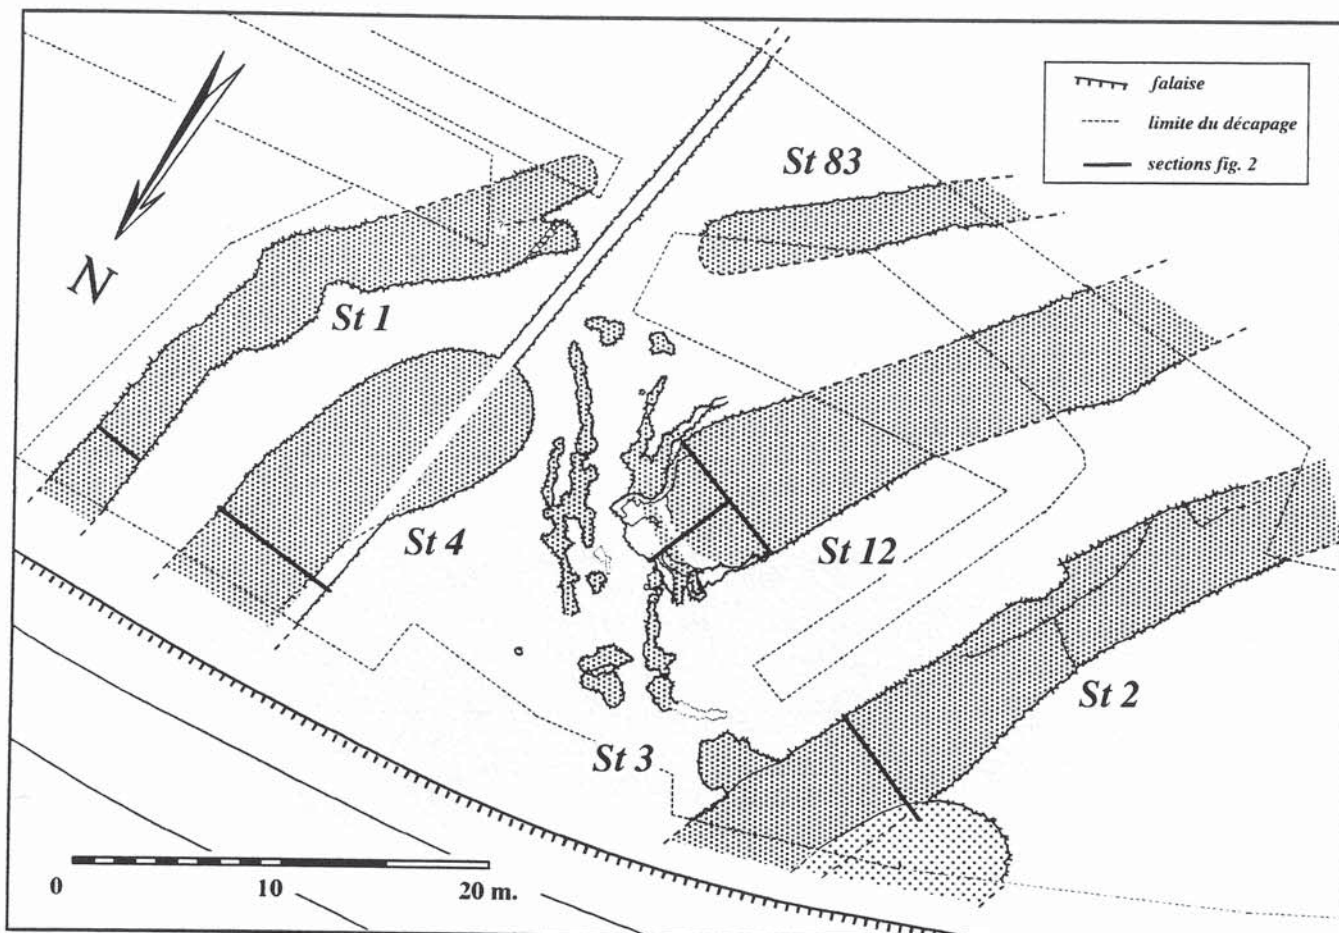 falaise
limite du décapage
sections fig. 2
St 83
N
St 1
St 4
St 12
St 2
St 3
0 10 20 m.